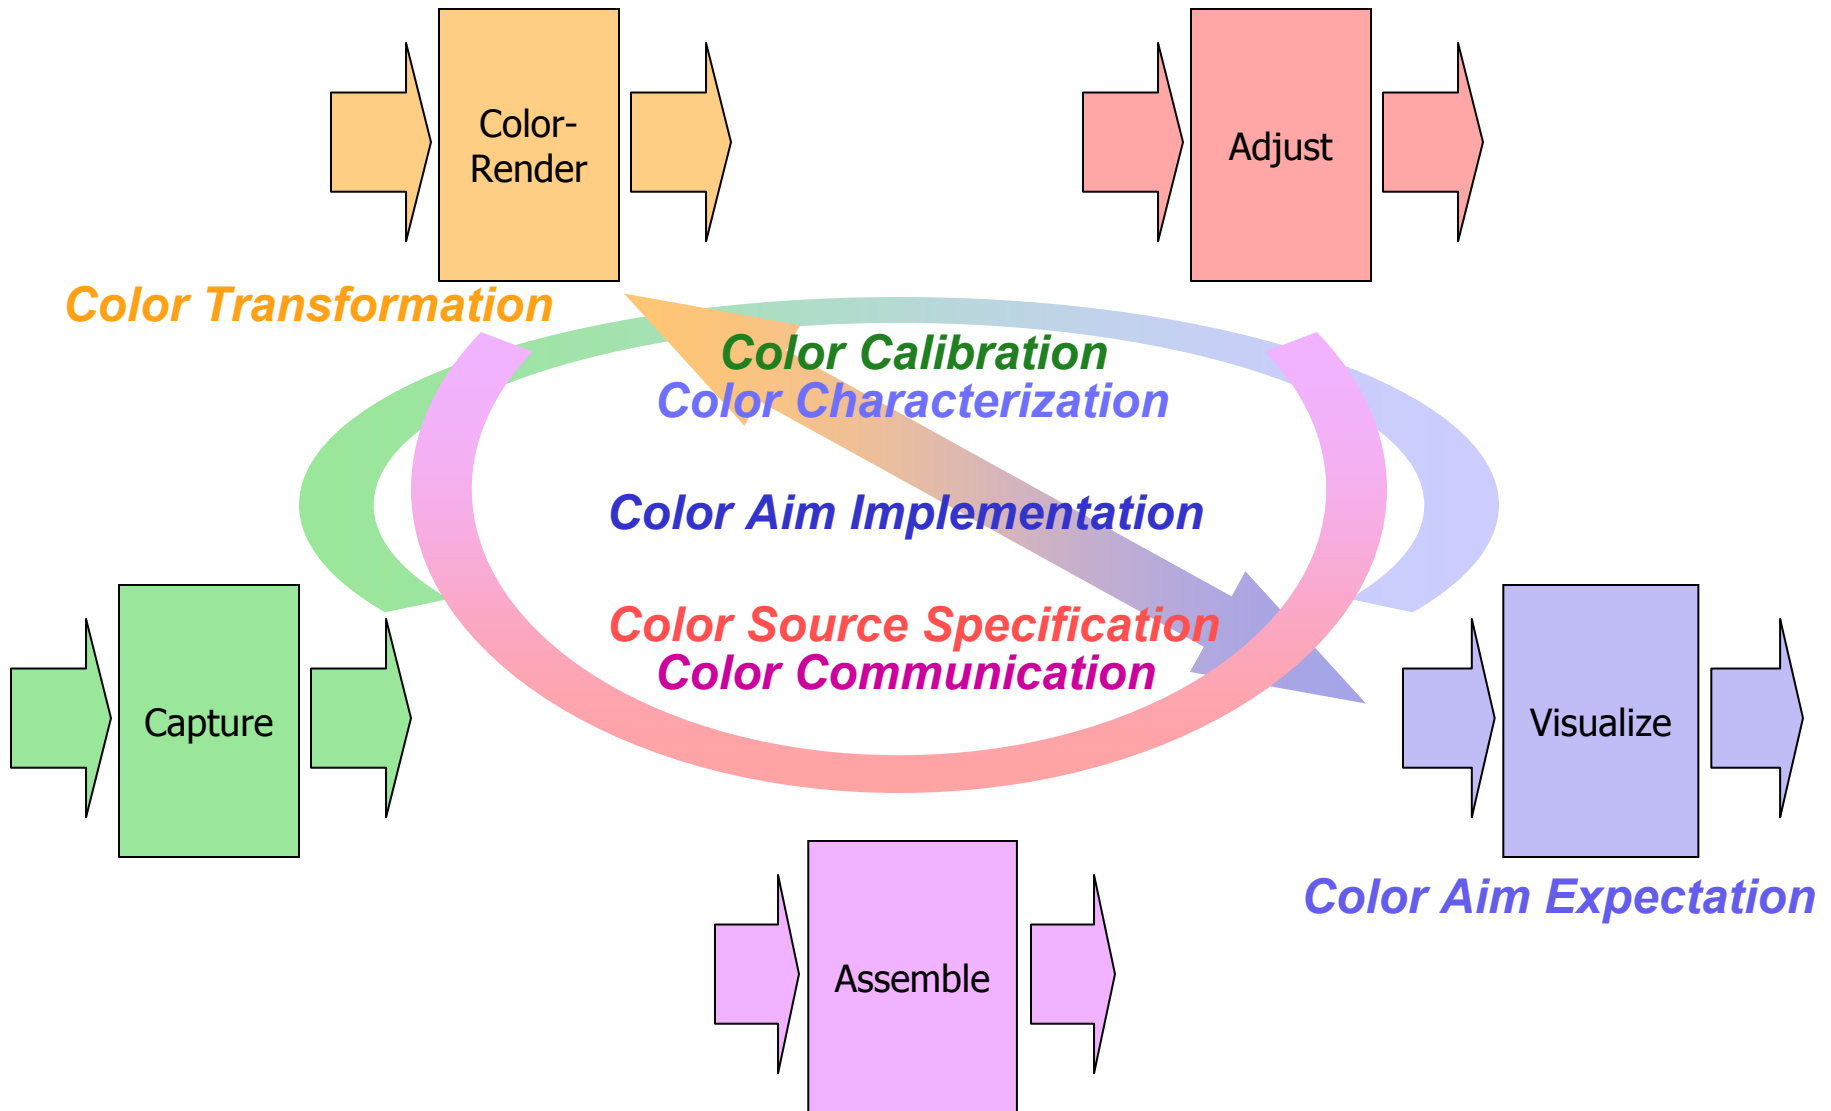 Color-
Render
Adjust
Color Transformation
Color Calibration
Color Characterization
Color Aim Implementation
Color Source Specification
Color Communication
Capture
Visualize
Color Aim Expectation
Assemble